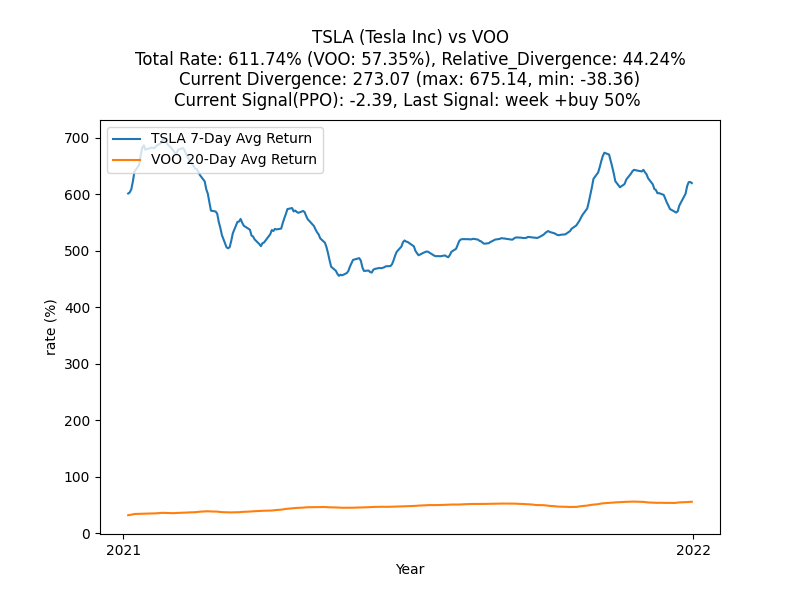 TSLA (Tesla Inc) vs VOO
Total Rate: 611.74% (VOO: 57.35%), Relative_Divergence: 44.24%
Current Divergence: 273.07 (max: 675.14, min: -38.36)
Current Signal(PPO): -2.39, Last Signal: week +buy 50%
TSLA 7-Day Avg Return
VOO 20-Day Avg Return
700
600
500
400
300
200
100
0
rate (%)
2021
2022
Year